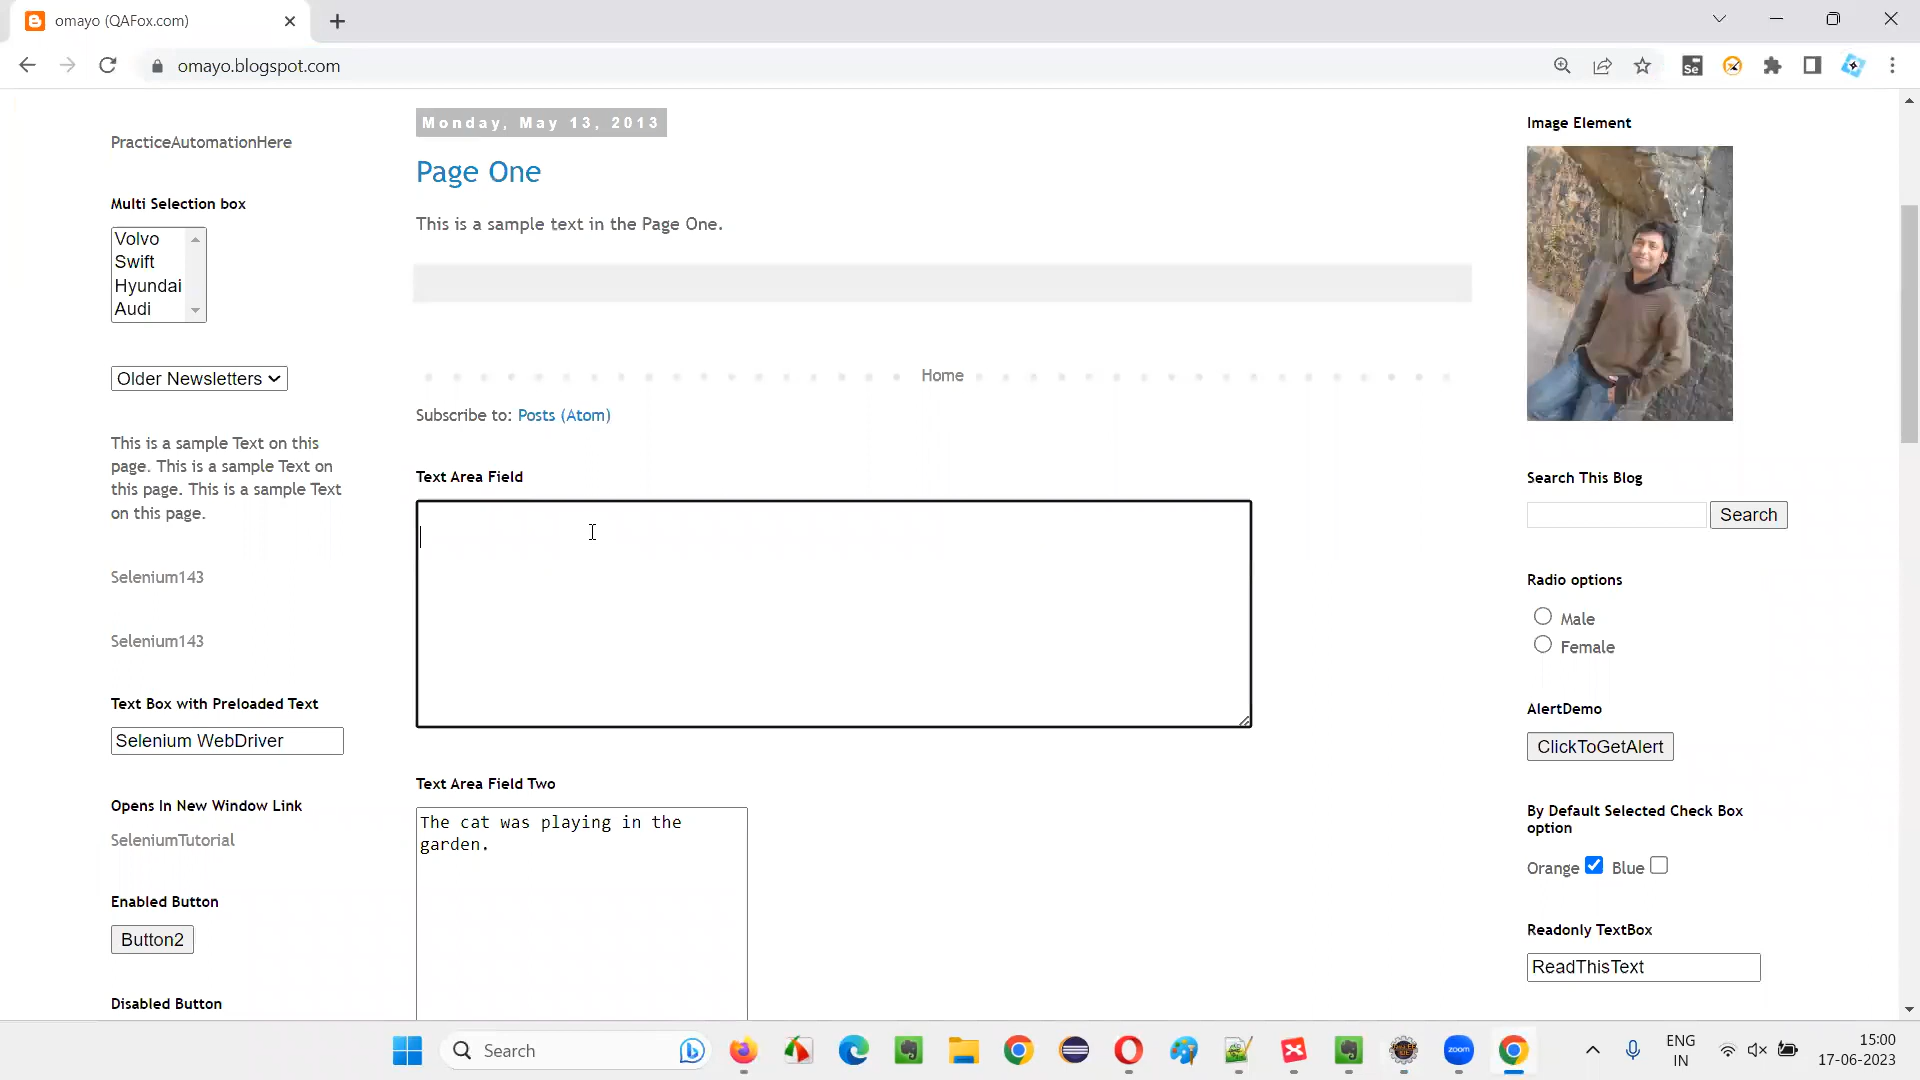 omayo (QAFox.com)
omayo.blogspot.com
Se
PracticeAutomationHere
Multi Selection box
Volvo
Swift
Hyundai
Audi
Older Newsletters
This is a sample Text on this
page. This is a sample Text on
this page. This is a sample Text
on this page.
Selenium143
Selenium143
Text Box with Preloaded Text
Selenium WebDriver
Opens In New Window Link
SeleniumTutorial
Enabled Button
Button2
Disabled Button
Monday, May 13, 2013
Page One
This is a sample text in the Page One.
Home
Subscribe to: Posts (Atom)
Text Area Field
Text Area Field Two
The cat was playing in the
garden.
Image Element
Search This Blog
Search
Radio options
Male
Female
AlertDemo
ClickToGetAlert
By Default Selected Check Box
option
Orange Blue
Readonly TextBox
ReadThisText
Search
zoom
ENG
IN
15:00
17-06-2023